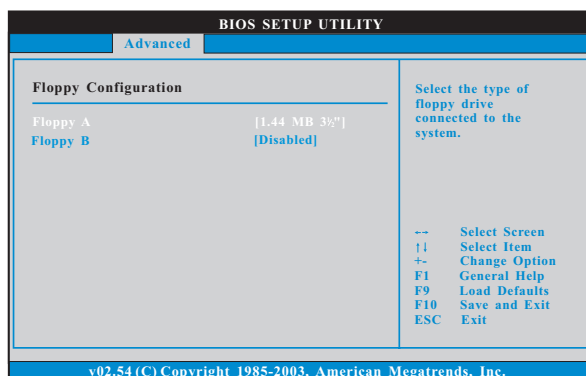 BIOS SETUP UTILITY
Advanced
Floppy Configuration
Floppy A [1.44 MB 3½"]
Floppy B [Disabled]
Select the type of
floppy drive
connected to the
system.
←→ Select Screen
↑↓ Select Item
+- Change Option
F1 General Help
F9 Load Defaults
F10 Save and Exit
ESC Exit
v02.54 (C) Copyright 1985-2003, American Megatrends, Inc.